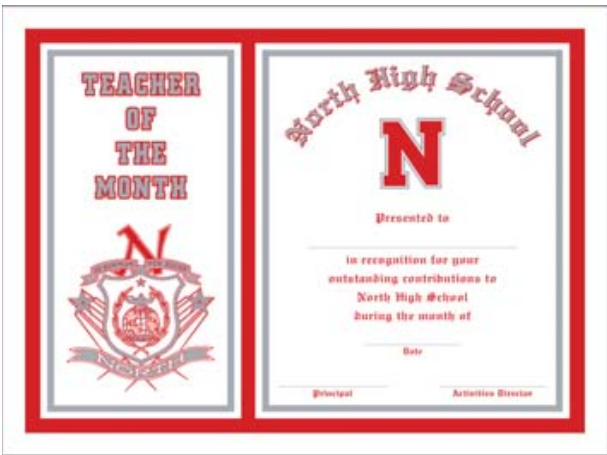 TEACHER
OF
THE
MONTH
N
NORTH
North High School
N
Presented to
in recognition for your
outstanding contributions to
North High School
during the month of
Date
Principal
Activities Director